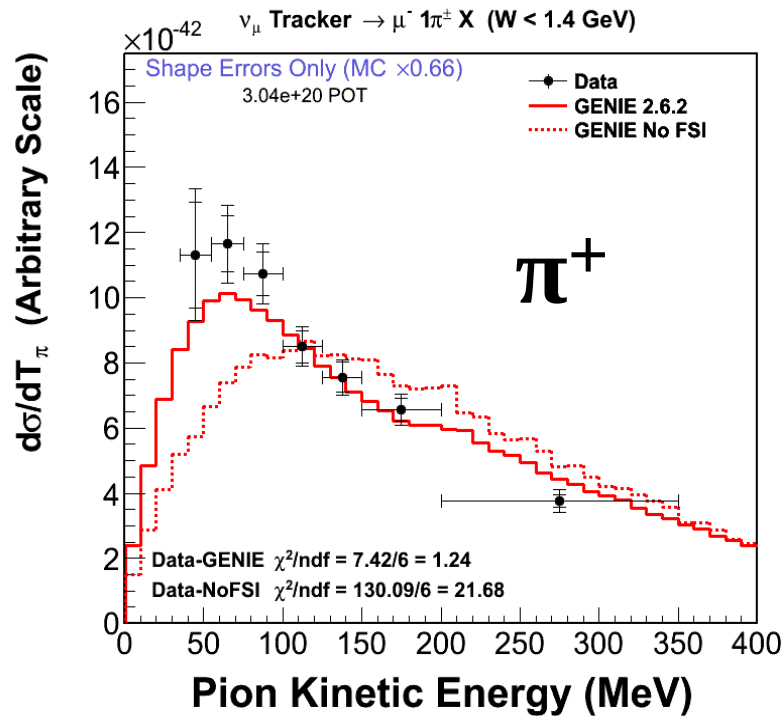 ν_μ Tracker → μ⁻ 1π^± X (W < 1.4 GeV)
×10⁻⁴²
Shape Errors Only (MC ×0.66)
3.04e+20 POT
Data
GENIE 2.6.2
GENIE No FSI
π⁺
dσ/dT_π (Arbitrary Scale)
16
14
12
10
8
6
4
2
0
Data-GENIE χ²/ndf = 7.42/6 = 1.24
Data-NoFSI χ²/ndf = 130.09/6 = 21.68
0 50 100 150 200 250 300 350 400
Pion Kinetic Energy (MeV)